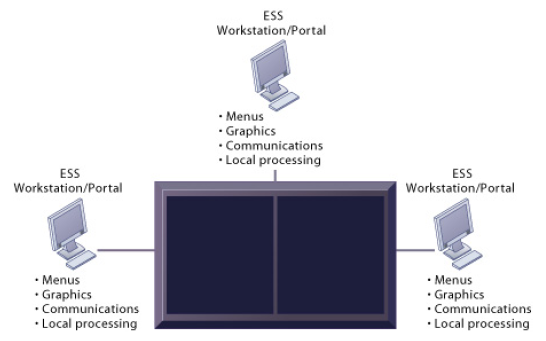 ESS
Workstation/Portal
• Menus
• Graphics
• Communications
• Local processing
ESS
Workstation/Portal
• Menus
• Graphics
• Communications
• Local processing
ESS
Workstation/Portal
• Menus
• Graphics
• Communications
• Local processing